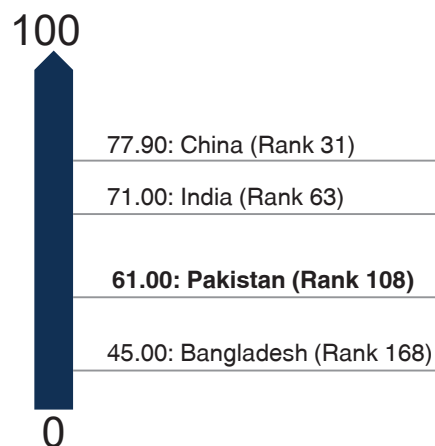 100
77.90: China (Rank 31)
71.00: India (Rank 63)
61.00: Pakistan (Rank 108)
45.00: Bangladesh (Rank 168)
0